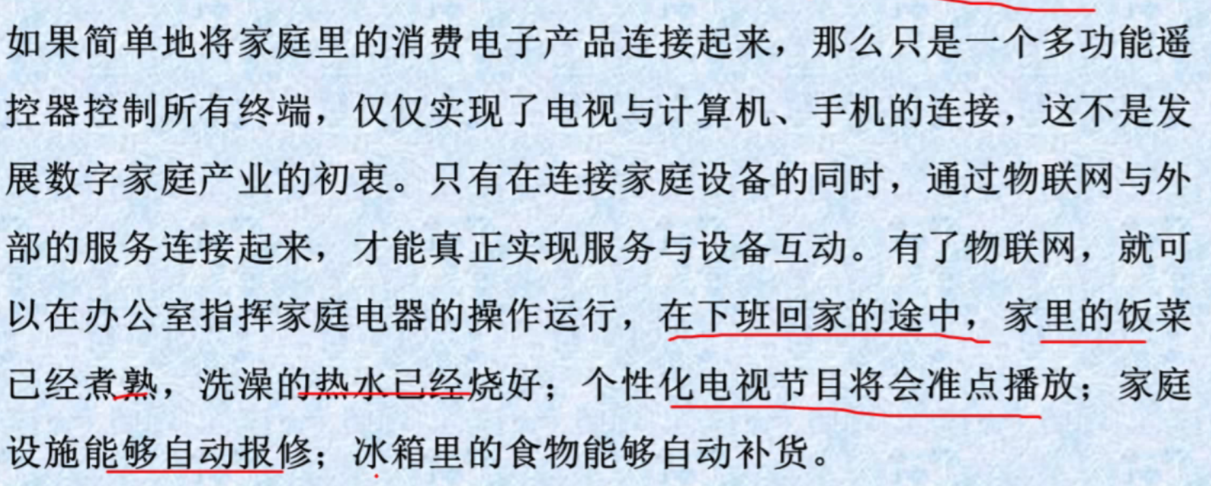 如果简单地将家庭里的消费电子产品连接起来，那么只是一个多功能遥
控器控制所有终端，仅仅实现了电视与计算机、手机的连接，这不是发
展数字家庭产业的初衷。只有在连接家庭设备的同时，通过物联网与外
部的服务连接起来，才能真正实现服务与设备互动。有了物联网，就可
以在办公室指挥家庭电器的操作运行，在下班回家的途中，家里的饭菜
已经煮熟，洗澡的热水已经烧好；个性化电视节目将会准点播放；家庭
设施能够自动报修；冰箱里的食物能够自动补货。